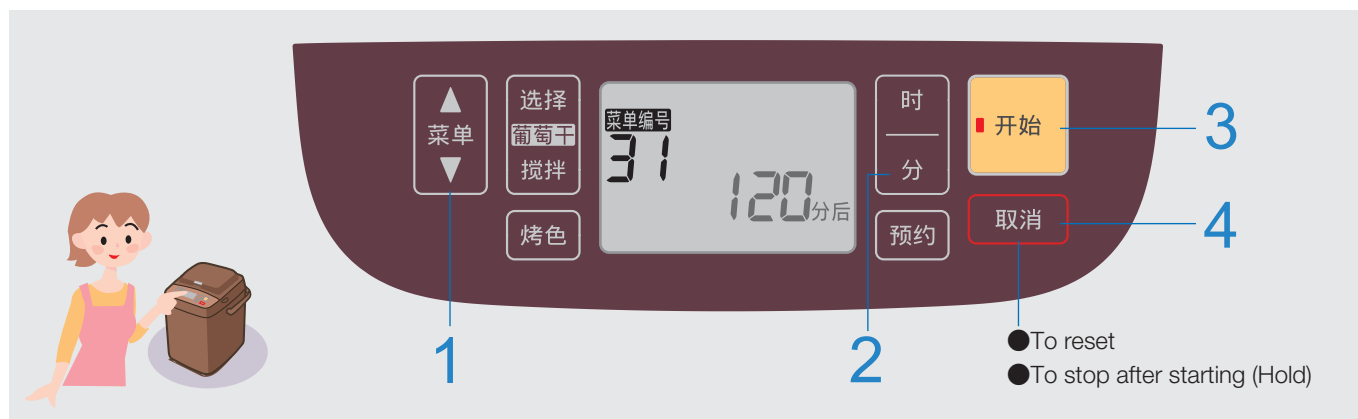 ▲
菜单
▼
选择
葡萄干
搅拌
烤色
菜单编号
31
120分后
时
分
预约
开始
取消
1
2
3
4
●To reset
●To stop after starting (Hold)